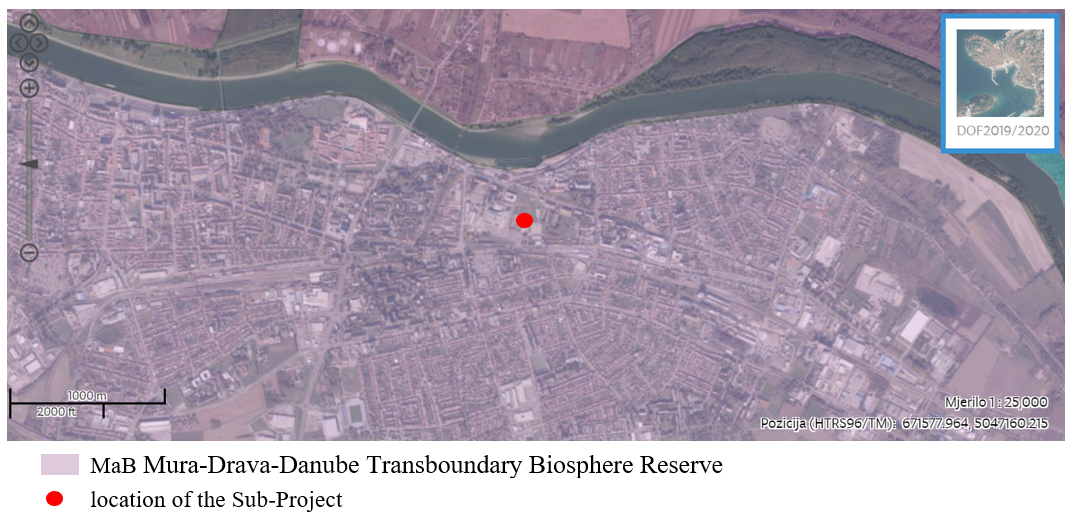 DOF2019/2020
1000 m
2000 ft
Mjerilo 1 : 25,000
Pozicija (HTRS96/TM): 671577.964, 5047160.215
MaB Mura-Drava-Danube Transboundary Biosphere Reserve
location of the Sub-Project